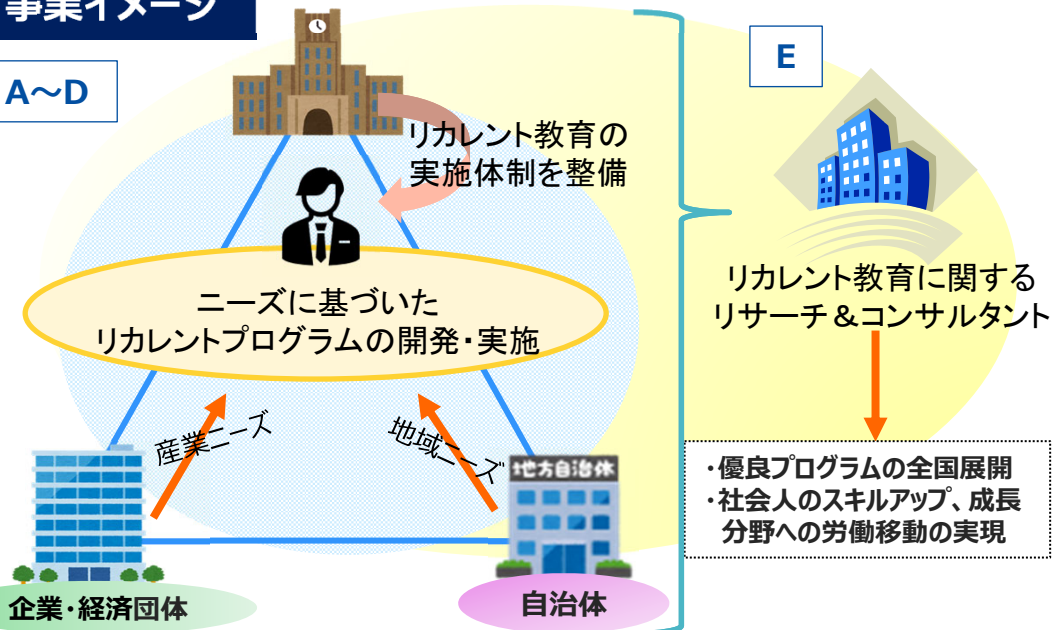 事業イメージ
A～D
E
リカレント教育の
実施体制を整備
ニーズに基づいた
リカレントプログラムの開発・実施
産業ニーズ
地域ニーズ
地方自治体
企業・経済団体
自治体
リカレント教育に関する
リサーチ＆コンサルタント
・優良プログラムの全国展開
・社会人のスキルアップ、成長
分野への労働移動の実現